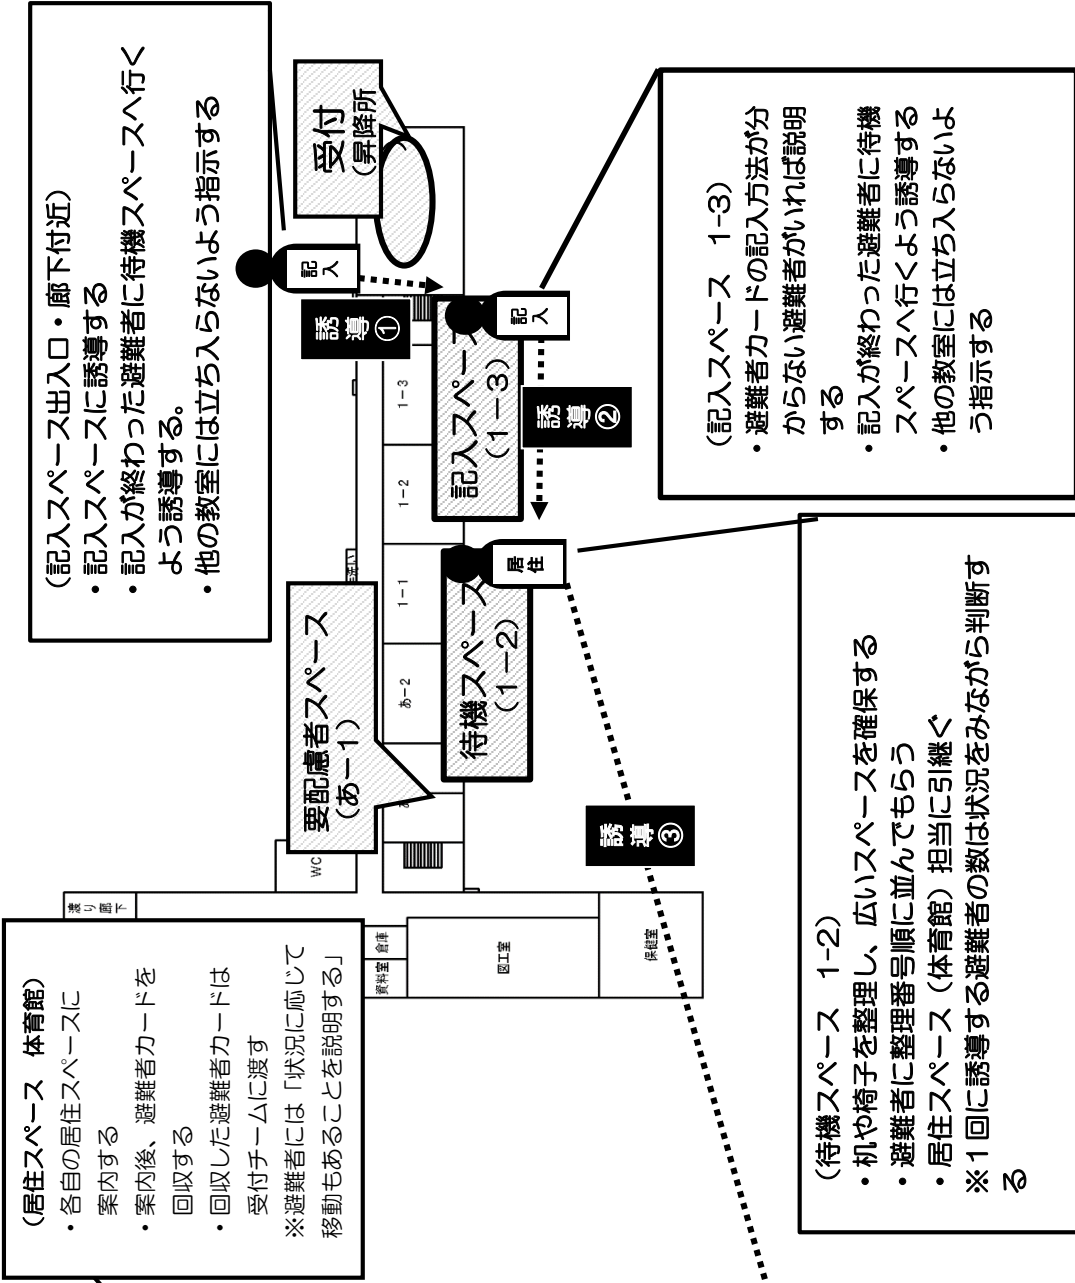 (居住スペース 体育館)
・各自の居住スペースに
案内する
・案内後、避難者カードを
回収する
・回収した避難者カードは
受付チームに渡す
※避難者には「状況に応じて
移動もあることを説明する」
(記入スペース出入口・廊下付近)
・記入スペースに誘導する
・記入が終わった避難者に待機スペースへ行く
よう誘導する。
・他の教室には立ち入らないよう指示する
渡り廊下
WC
資料室
倉庫
図工室
保健室
要配慮者スペース
(あ－1)
受付
(昇降所
記入
誘導①
あ－2
1－1
1－2
1－3
待機スペース
(1－2)
記入スペース
(1－3)
居住
記入
誘導②
誘導③
(待機スペース 1-2)
・机や椅子を整理し、広いスペースを確保する
・避難者に整理番号順に並んでもらう
・居住スペース(体育館)担当に引継ぐ
※1回に誘導する避難者の数は状況をみながら判断す
る
(記入スペース 1-3)
・避難者カードの記入方法が分
からない避難者がいれば説明
する
・記入が終わった避難者に待機
スペースへ行くよう誘導する
・他の教室には立ち入らないよ
う指示する